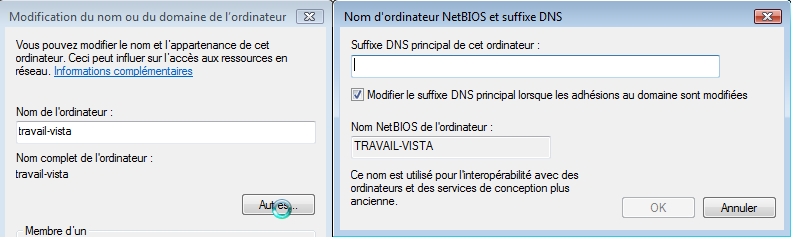 Modification du nom ou du domaine de l'ordinateur
Vous pouvez modifier le nom et l'appartenance de cet
ordinateur. Ceci peut influer sur l'accès aux ressources en
réseau. Informations complémentaires
Nom de l'ordinateur :
travail-vista
Nom complet de l'ordinateur :
travail-vista
Autres...
Membre d'un
Nom d'ordinateur NetBIOS et suffixe DNS
Suffixe DNS principal de cet ordinateur :
Modifier le suffixe DNS principal lorsque les adhésions au domaine sont modifiées
Nom NetBIOS de l'ordinateur :
TRAVAIL-VISTA
Ce nom est utilisé pour l'interopérabilité avec des
ordinateurs et des services de conception plus
ancienne.
OK
Annuler